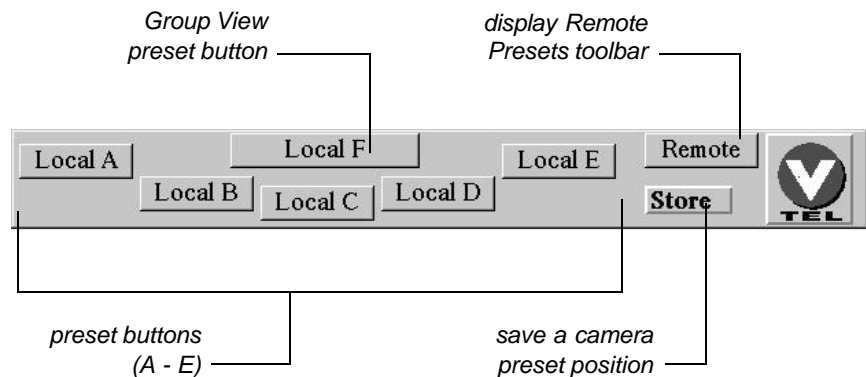 Group View
preset button
display Remote
Presets toolbar
Local A
Local F
Local E
Remote
Local B
Local C
Local D
Store
V
TEL
preset buttons
(A - E)
save a camera
preset position